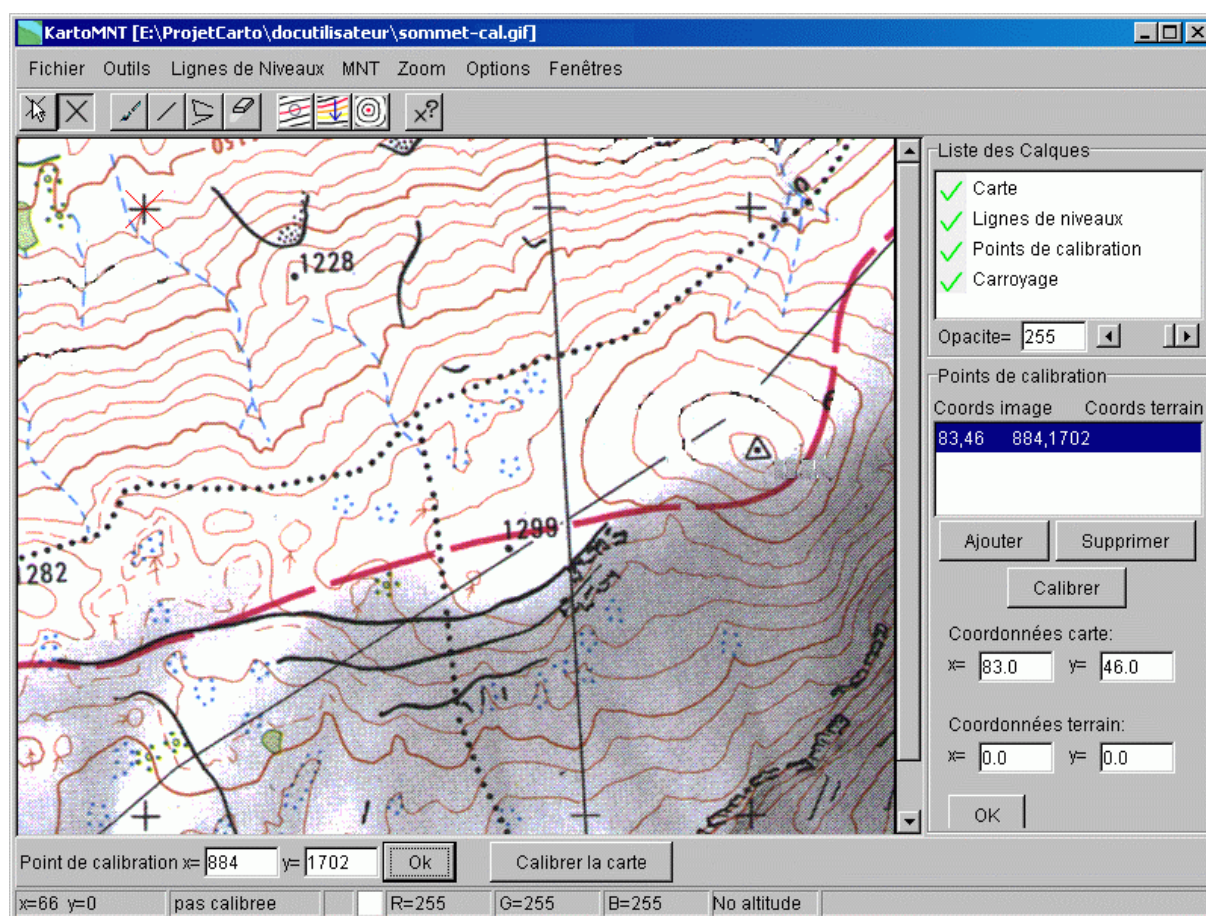 KartoMNT [E:\ProjetCarto\docutilisateur\sommet-cal.gif]
Fichier Outils Lignes de Niveaux MNT Zoom Options Fenêtres
x?
1150
1228
1299
1282
Liste des Calques
Carte
Lignes de niveaux
Points de calibration
Carroyage
Opacite= 255
Points de calibration
Coords image Coords terrain
83,46 884,1702
Ajouter Supprimer
Calibrer
Coordonnées carte:
x= 83.0 y= 46.0
Coordonnées terrain:
x= 0.0 y= 0.0
OK
Point de calibration x= 884 y= 1702 Ok Calibrer la carte
x=66 y=0 pas calibree R=255 G=255 B=255 No altitude